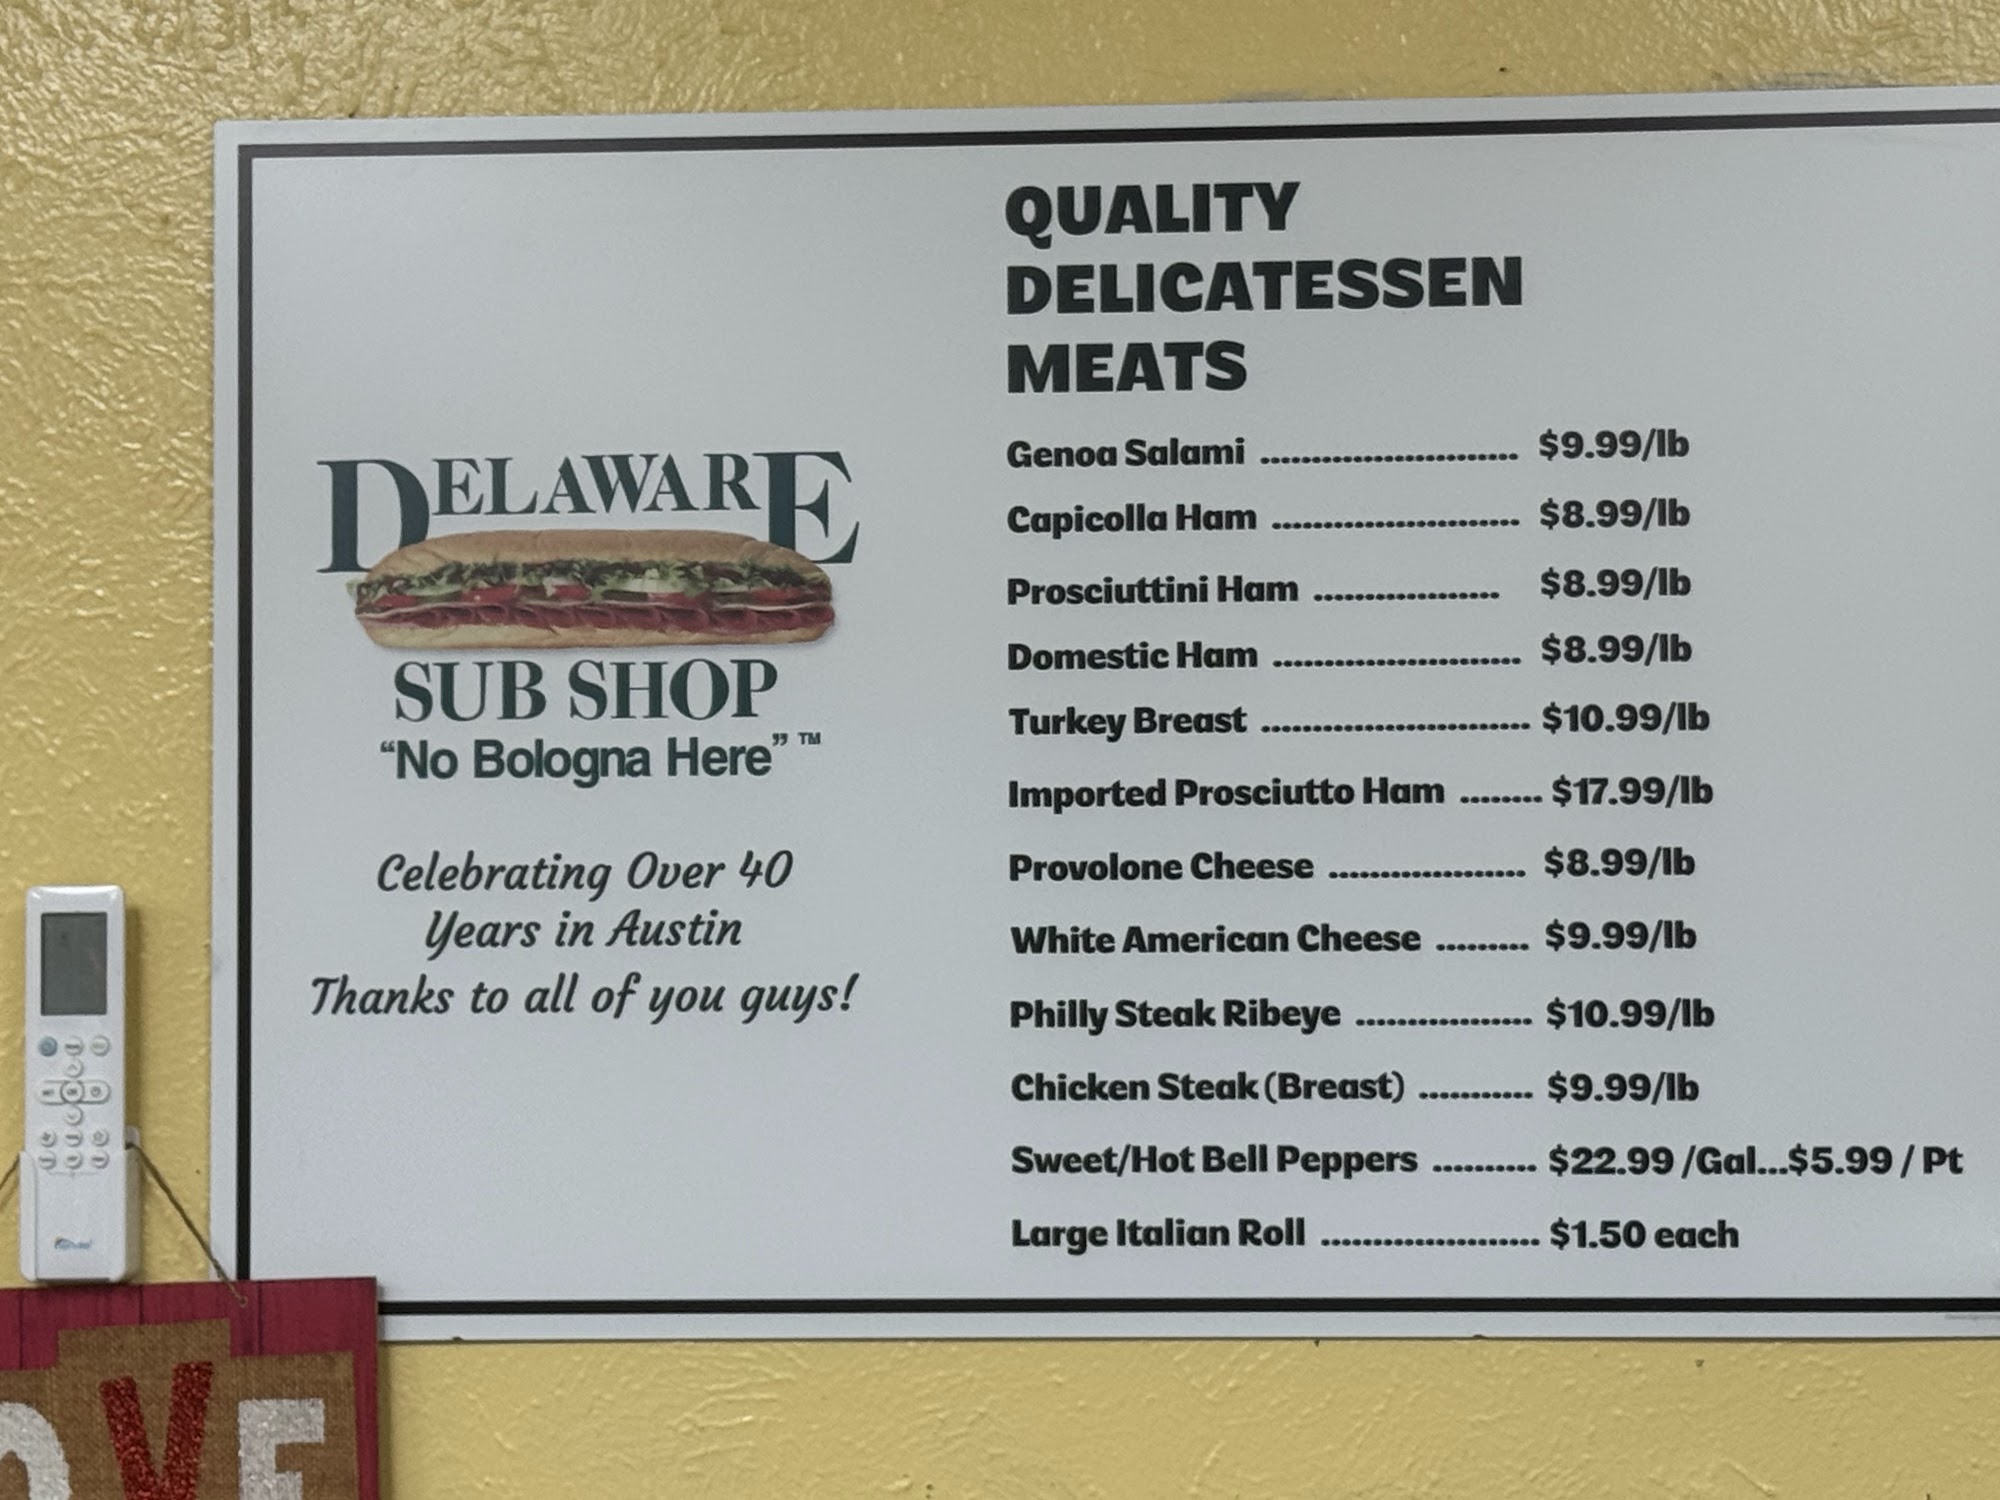 DELAWARE
SUB SHOP
“No Bologna Here” ™
Celebrating Over 40
Years in Austin
Thanks to all of you guys!
QUALITY
DELICATESSEN
MEATS
Genoa Salami ......................... $9.99/lb
Capicolla Ham ........................ $8.99/lb
Prosciuttini Ham .................. $8.99/lb
Domestic Ham ........................ $8.99/lb
Turkey Breast .......................... $10.99/lb
Imported Prosciutto Ham ........ $17.99/lb
Provolone Cheese ................... $8.99/lb
White American Cheese ......... $9.99/lb
Philly Steak Ribeye ................. $10.99/lb
Chicken Steak (Breast) ........... $9.99/lb
Sweet/Hot Bell Peppers .......... $22.99 /Gal...$5.99 / Pt
Large Italian Roll ..................... $1.50 each
OVE